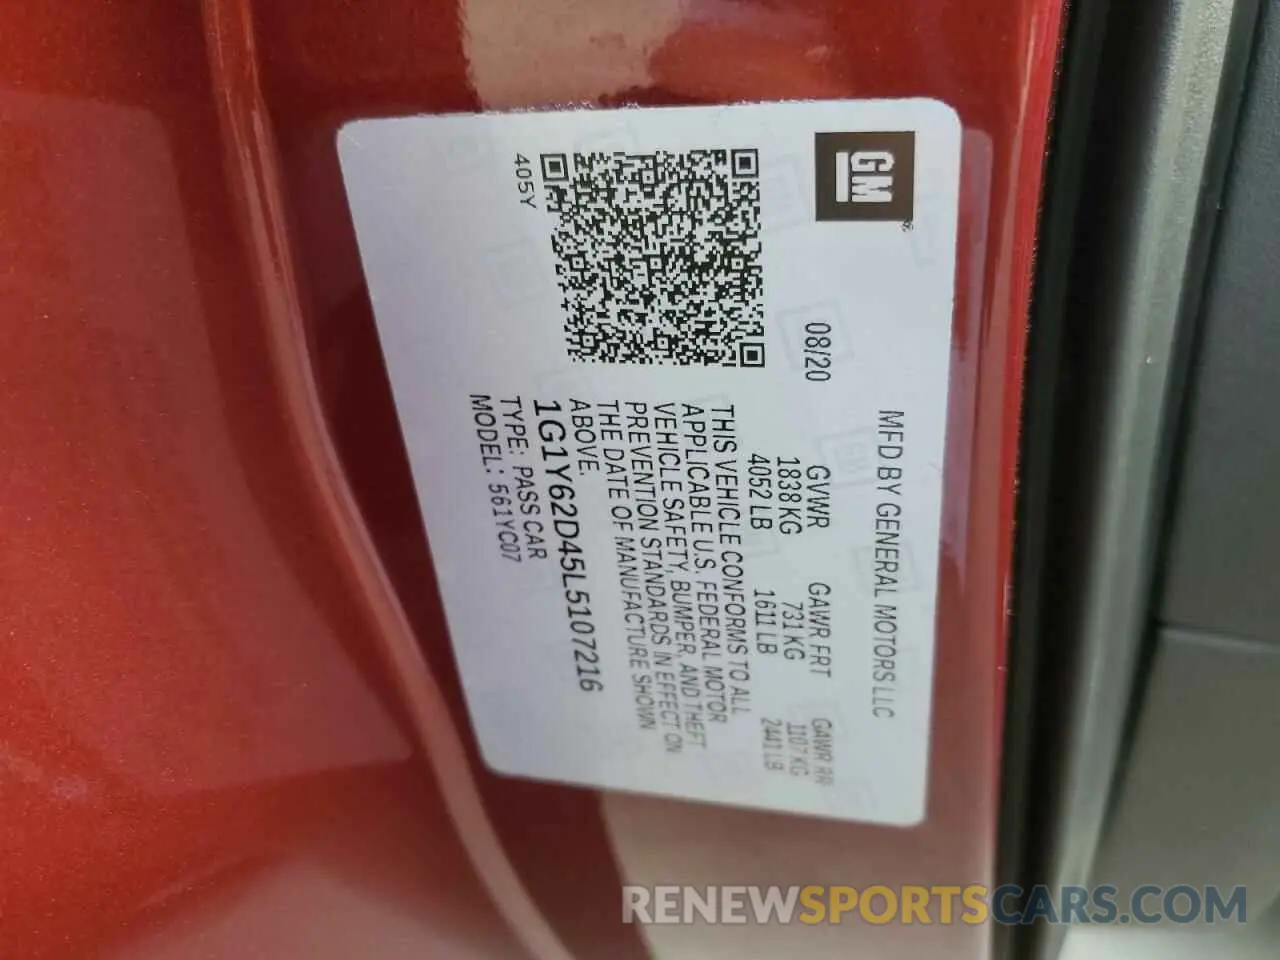 GM
MFD BY GENERAL MOTORS LLC
08/20
GVWR GAWR FRT GAWR RR
1838 KG 731 KG 1107 KG
4052 LB 1611 LB 2441 LB
THIS VEHICLE CONFORMS TO ALL
APPLICABLE U.S. FEDERAL MOTOR
VEHICLE SAFETY, BUMPER, AND THEFT
PREVENTION STANDARDS IN EFFECT ON
THE DATE OF MANUFACTURE SHOWN
ABOVE.
1G1Y62D45L5107216
TYPE: PASS CAR
MODEL: 561YC07
405Y
RENEWSPORTSCARS.COM